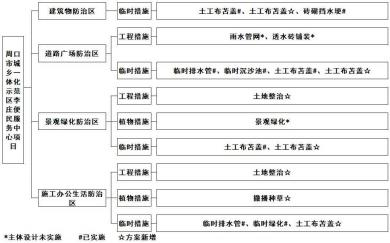 周口市城乡一体化示范区李庄便民服务中心项目
建筑物防治区
临时措施
土工布苫盖#、土工布苫盖☆、砖砌挡水埂#
道路广场防治区
工程措施
雨水管网*、透水砖铺装*
临时措施
临时排水管#、临时沉沙池#、土工布苫盖#、土工布苫盖☆
景观绿化防治区
工程措施
土地整治☆
植物措施
景观绿化*
临时措施
土工布苫盖#、土工布苫盖☆
施工办公生活防治区
工程措施
土地整治☆
植物措施
撒播种草☆
临时措施
临时排水管#、临时绿化#、土工布苫盖☆
*主体设计未实施 #已实施 ☆方案新增